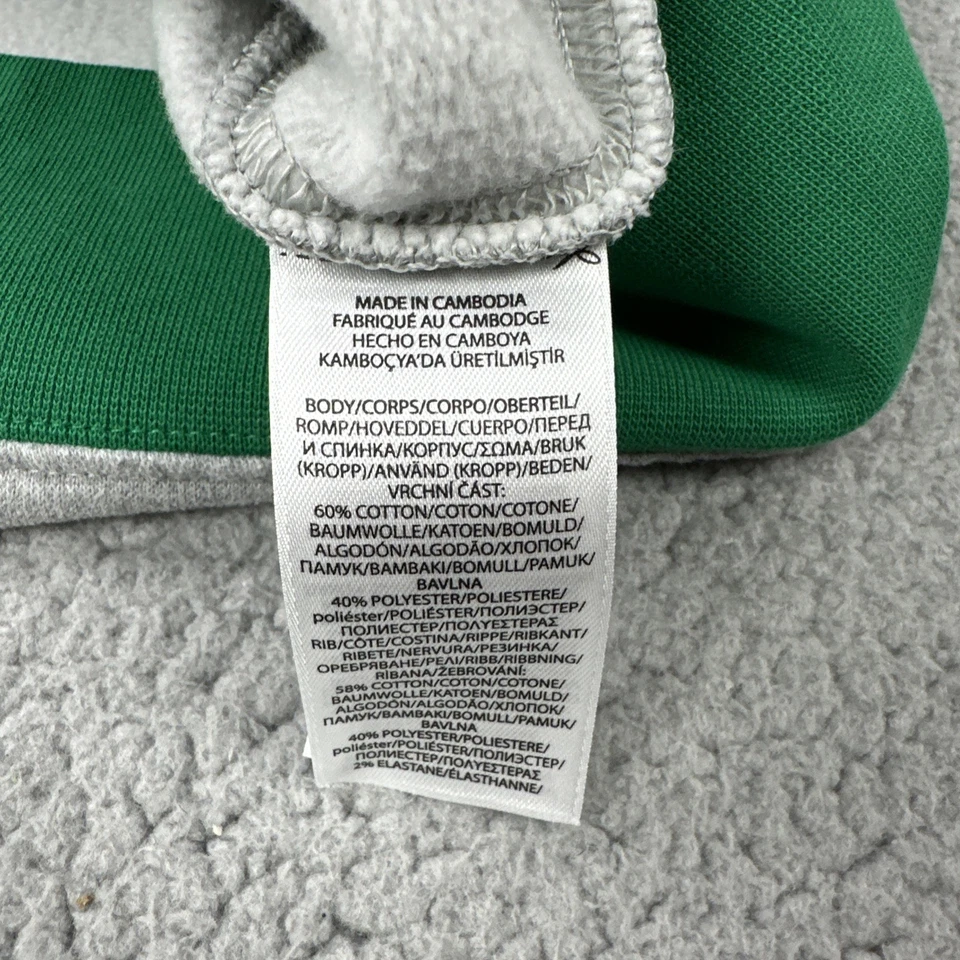 MADE IN CAMBODIA
FABRIQUÉ AU CAMBODGE
HECHO EN CAMBOYA
KAMBOÇYA'DA ÜRETİLMİŞTİR
BODY/CORPS/CORPO/OBERTEIL/
ROMP/HOVEDDEL/CUERPO/ПЕРЕД
И СПИНКА/КОРПУС/ΣΩΜΑ/BRUK
(KROPP)/ANVÄND (KROPP)/BEDEN/
VRCHNÍ ČÁST:
60% COTTON/COTON/COTONE/
BAUMWOLLE/KATOEN/BOMULD/
ALGODÓN/ALGODÃO/ХЛОПОК/
ПАМУК/BAMBAKI/BOMULL/PAMUK/
BAVLNA
40% POLYESTER/POLIESTERE/
poliéster/POLIÉSTER/ПОЛИЭСТЕР/
ПОЛИЕСТЕР/ΠΟΛΥΕΣΤΕΡΑΣ
RIB/CÔTE/COSTINA/RIPPE/RIBKANT/
RIBETE/NERVURA/РЕЗИНКА/
ОРЕБРЯВАНЕ/ΡΕΛΙ/RIBB/RIBBNING/
RİBANA/ŽEBROVÁNÍ:
58% COTTON/COTON/COTONE/
BAUMWOLLE/KATOEN/BOMULD/
ALGODÓN/ALGODÃO/ХЛОПОК/
ПАМУК/BAMBAKI/BOMULL/PAMUK/
BAVLNA
40% POLYESTER/POLIESTERE/
poliéster/POLIÉSTER/ПОЛИЭСТЕР/
ПОЛИЕСТЕР/ΠΟΛΥΕΣΤΕΡΑΣ
2% ELASTANE/ÉLASTHANNE/